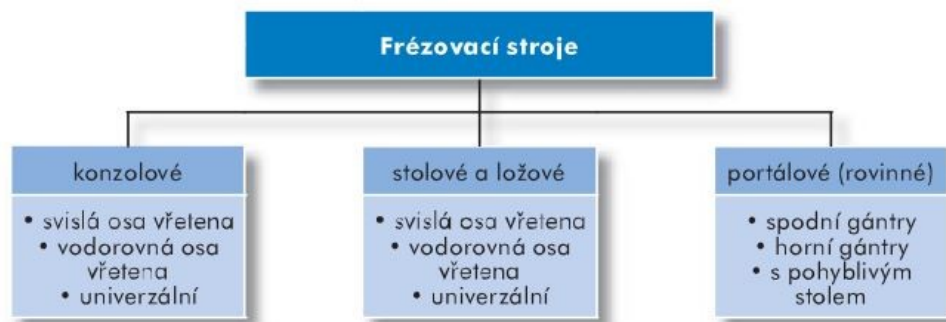 Frézovací stroje
konzolové
• svislá osa vřetena
• vodorovná osa
vřetena
• univerzální
stolové a ložové
• svislá osa vřetena
• vodorovná osa
vřetena
• univerzální
portálové (rovinné)
• spodní gántry
• horní gántry
• s pohyblivým
stolem